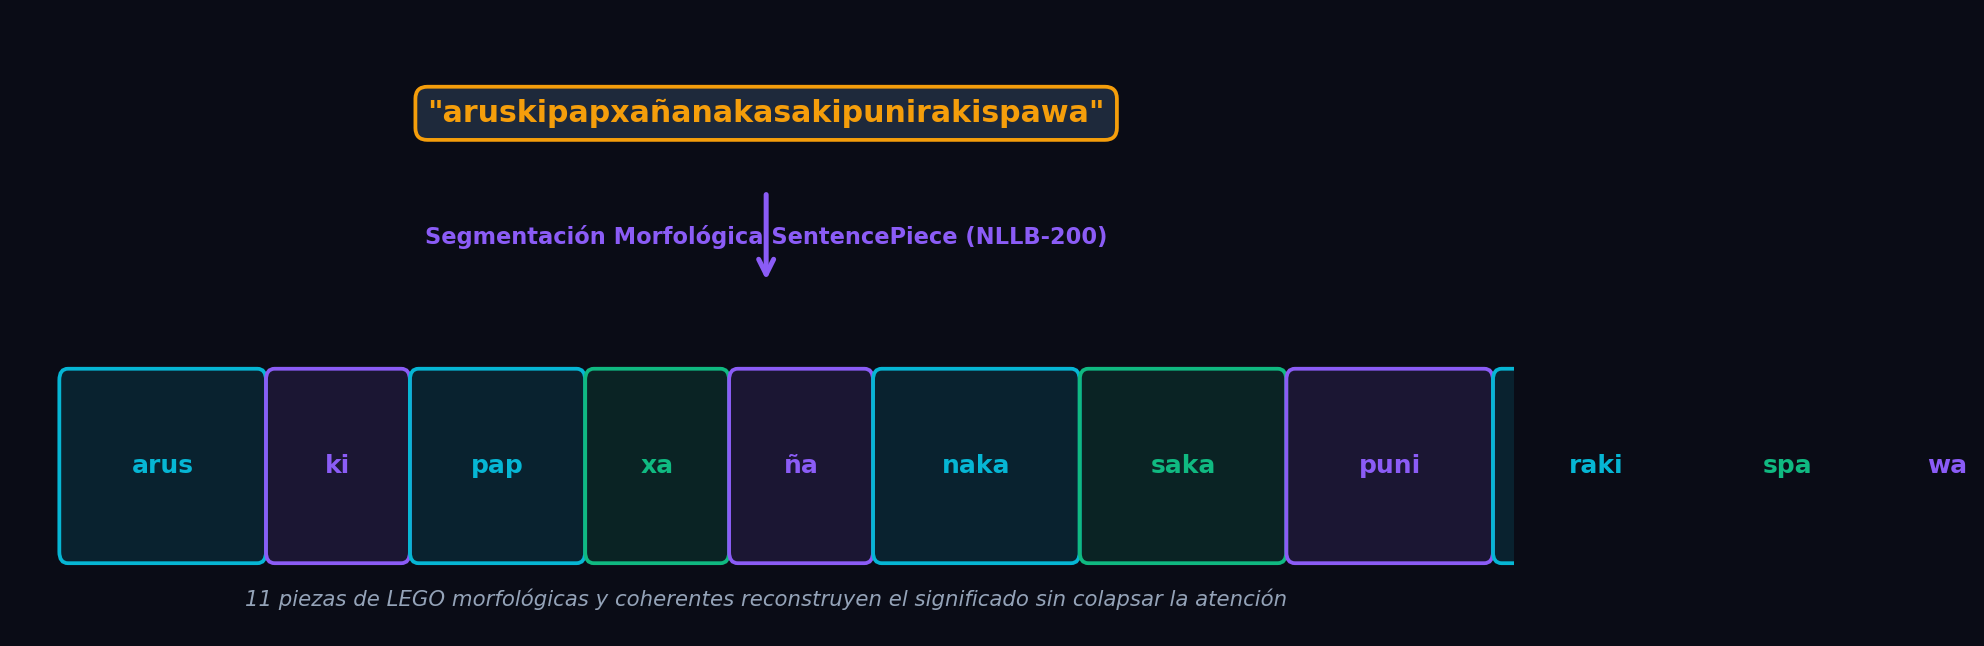 "aruskipapxañanakasakipunirakispawa"
Segmentación Morfológica SentencePiece (NLLB-200)
arus ki pap xa ña naka saka puni raki spa wa
11 piezas de LEGO morfológicas y coherentes reconstruyen el significado sin colapsar la atención